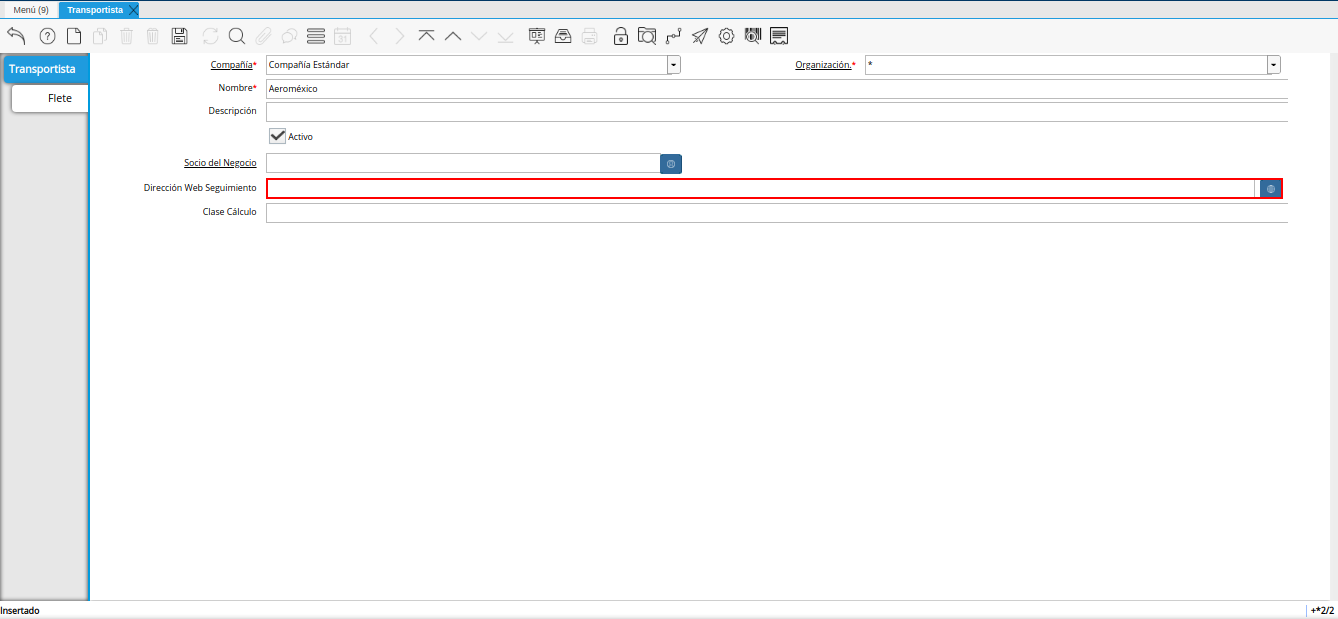 Menú (9) Transportista
31
Transportista
Flete
Compañía* Compañía Estándar Organización.* *
Nombre* Aeroméxico
Descripción
Activo
Socio del Negocio
Dirección Web Seguimiento
Clase Cálculo
Insertado +*2/2